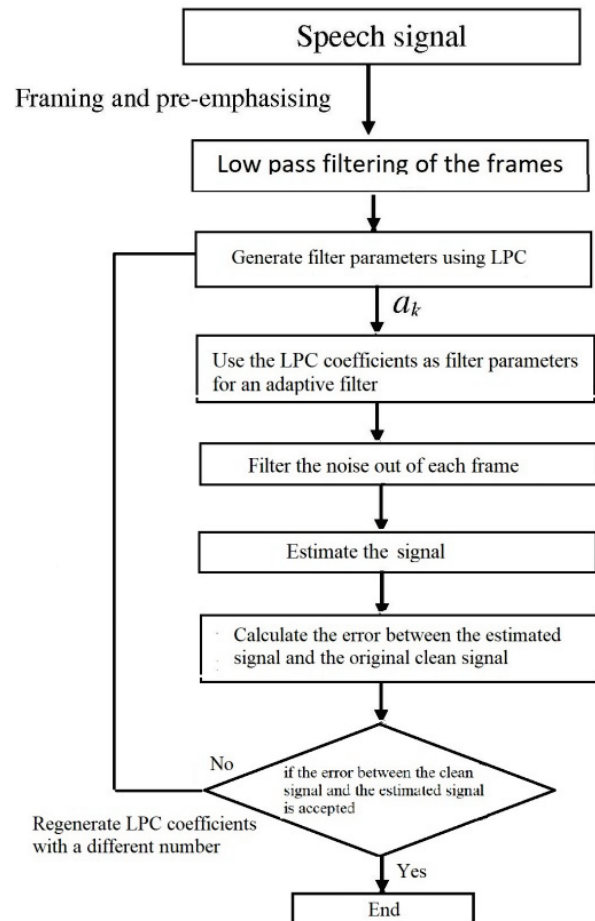 Speech signal
Framing and pre-emphasising
Low pass filtering of the frames
Generate filter parameters using LPC
aₖ
Use the LPC coefficients as filter parameters
for an adaptive filter
Filter the noise out of each frame
Estimate the signal
Calculate the error between the estimated
signal and the original clean signal
No
if the error between the clean
signal and the estimated signal
is accepted
Regenerate LPC coefficients
with a different number
Yes
End